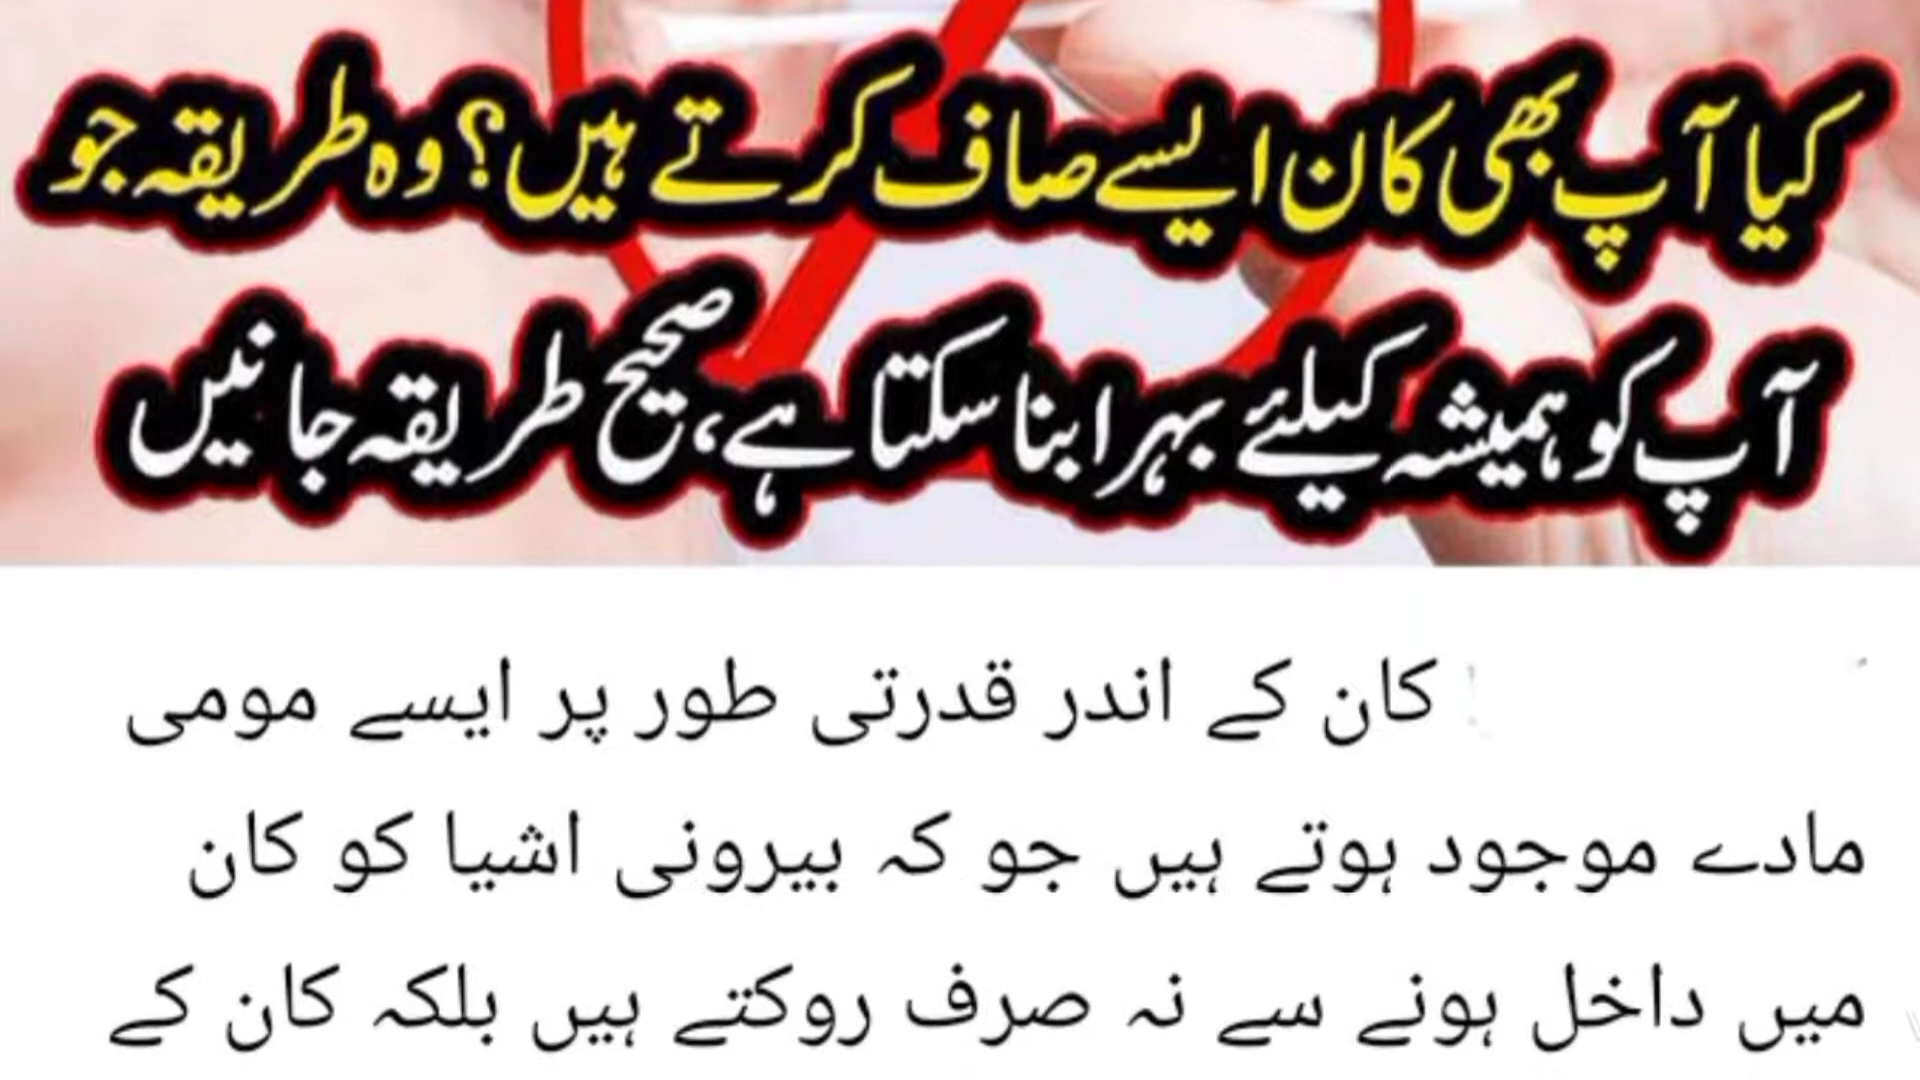 کیا آپ بھی کان ایسے صاف کرتے ہیں؟ وہ طریقہ جو
آپ کو ہمیشہ کیلئے بہرا بنا سکتا ہے، صحیح طریقہ جانیں
کان کے اندر قدرتی طور پر ایسے مومی
مادے موجود ہوتے ہیں جو کہ بیرونی اشیا کو کان
میں داخل ہونے سے نہ صرف روکتے ہیں بلکہ کان کے